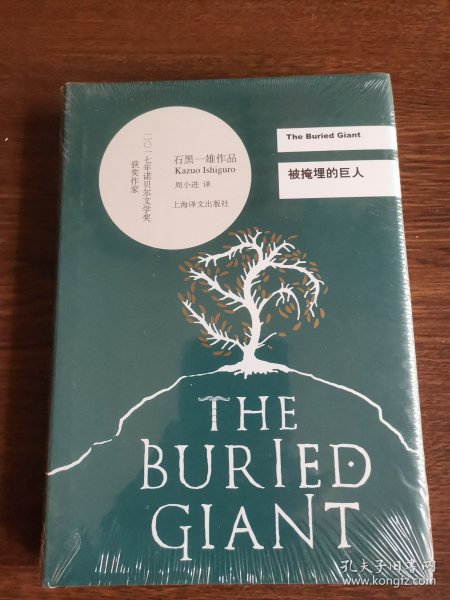 二〇一七年诺贝尔文学奖
获奖作家
石黑一雄作品
Kazuo Ishiguro
周小进 译
上海译文出版社
The Buried Giant
被掩埋的巨人
THE
BURIED
GIANT
孔夫子旧书网
www.kongfz.com